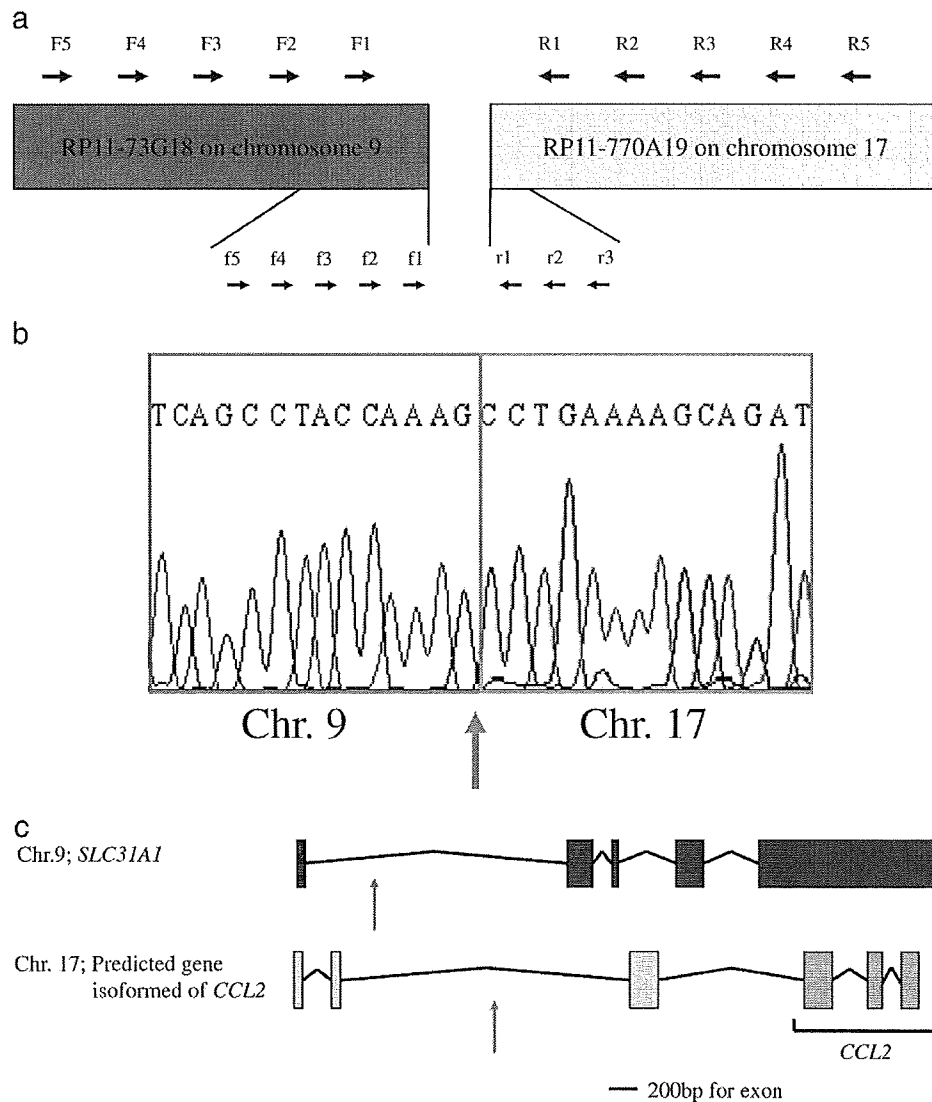 a
F5 F4 F3 F2 F1 R1 R2 R3 R4 R5
RP11-73G18 on chromosome 9 RP11-770A19 on chromosome 17
f5 f4 f3 f2 f1 r1 r2 r3
b
TCAGCCTACCAAAGCCTGAAAAGCAGAT
Chr. 9 Chr. 17
c
Chr.9; SLC31A1
Chr. 17; Predicted gene
isoformed of CCL2
CCL2
200bp for exon